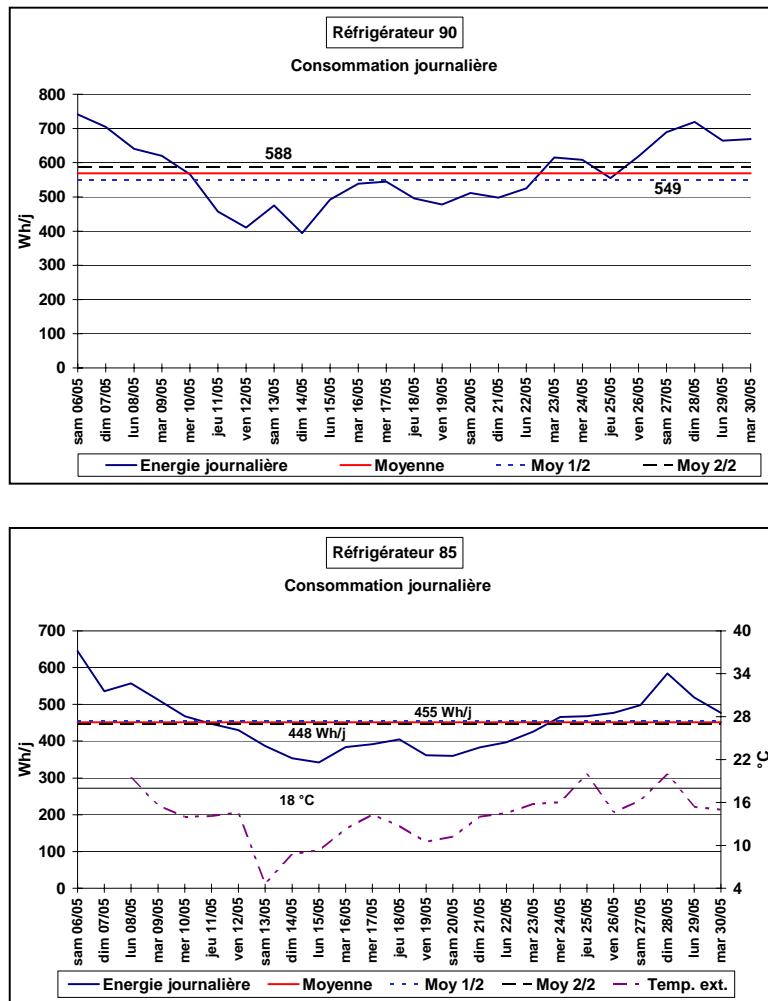 Réfrigérateur 90
Consommation journalière
800
700
600
500
400
300
200
100
0
Wh/j
588
549
sam 06/05
dim 07/05
lun 08/05
mar 09/05
mer 10/05
jeu 11/05
ven 12/05
sam 13/05
dim 14/05
lun 15/05
mar 16/05
mer 17/05
jeu 18/05
ven 19/05
sam 20/05
dim 21/05
lun 22/05
mar 23/05
mer 24/05
jeu 25/05
ven 26/05
sam 27/05
dim 28/05
lun 29/05
mar 30/05
Energie journalière Moyenne Moy 1/2 Moy 2/2
Réfrigérateur 85
Consommation journalière
700
600
500
400
300
200
100
0
Wh/j
455 Wh/j
448 Wh/j
18 °C
40
34
28
22
16
10
4
°C
sam 06/05
dim 07/05
lun 08/05
mar 09/05
mer 10/05
jeu 11/05
ven 12/05
sam 13/05
dim 14/05
lun 15/05
mar 16/05
mer 17/05
jeu 18/05
ven 19/05
sam 20/05
dim 21/05
lun 22/05
mar 23/05
mer 24/05
jeu 25/05
ven 26/05
sam 27/05
dim 28/05
lun 29/05
mar 30/05
Energie journalière Moyenne Moy 1/2 Moy 2/2 Temp. ext.